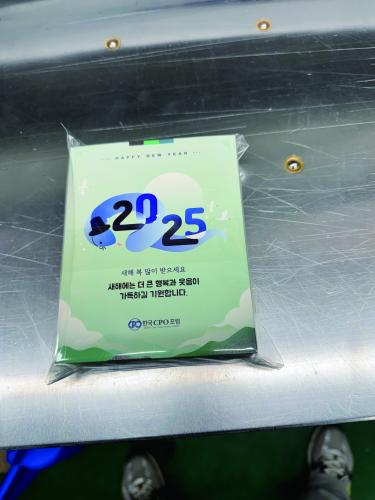 HAPPY NEW YEAR
2025
새해 복 많이 받으세요
새해에는 더 큰 행복과 웃음이
가득하길 기원합니다.
한국CPO포럼